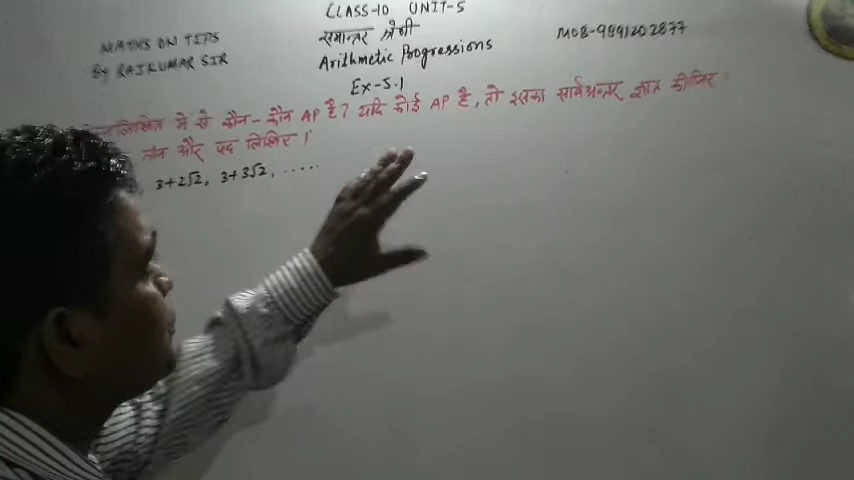 CLASS-10 UNIT-5
समान्तर श्रेणी
MATHS ON TIPS
BY RAJKUMAR SIR
Arithmetic Progressions
MOB-9891202877
Ex-5.1
में से कौन-कौन AP है? यदि कोई AP है, तो इसका सार्वअन्तर ज्ञात कीजिए
तीन और पद लिखिए।
3+2√2, 3+3√2, .....